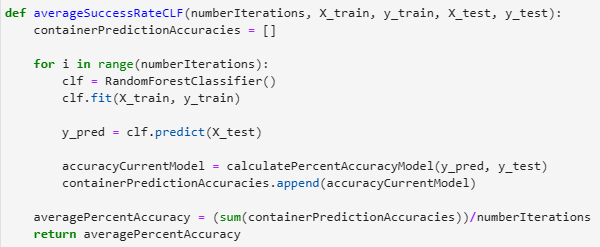 def averageSuccessRateCLF(numberIterations, X_train, y_train, X_test, y_test):
    containerPredictionAccuracies = []

    for i in range(numberIterations):
        clf = RandomForestClassifier()
        clf.fit(X_train, y_train)

        y_pred = clf.predict(X_test)

        accuracyCurrentModel = calculatePercentAccuracyModel(y_pred, y_test)
        containerPredictionAccuracies.append(accuracyCurrentModel)

    averagePercentAccuracy = (sum(containerPredictionAccuracies))/numberIterations
    return averagePercentAccuracy